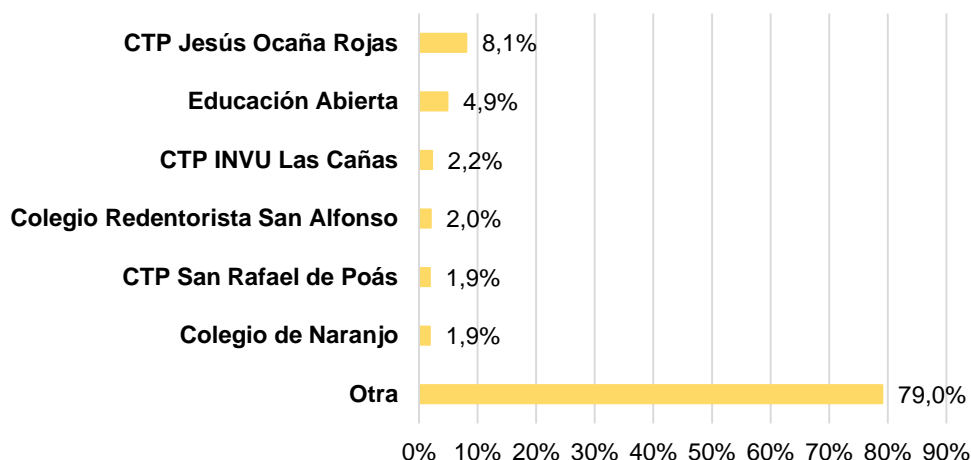 CTP Jesús Ocaña Rojas 8,1%
Educación Abierta 4,9%
CTP INVU Las Cañas 2,2%
Colegio Redentorista San Alfonso 2,0%
CTP San Rafael de Poás 1,9%
Colegio de Naranjo 1,9%
Otra 79,0%
0% 10% 20% 30% 40% 50% 60% 70% 80% 90%